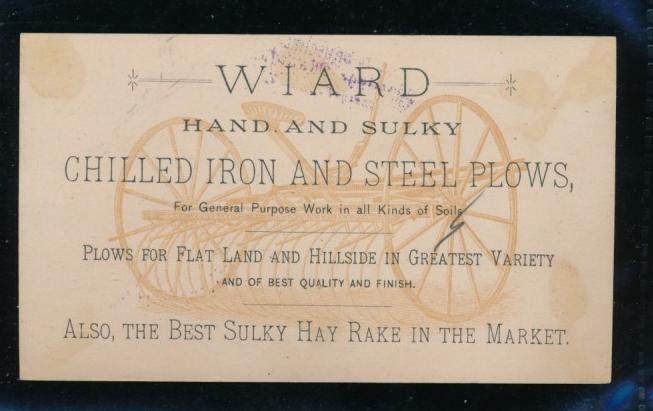 WIARD
HAND AND SULKY
CHILLED IRON AND STEEL PLOWS,
For General Purpose Work in all Kinds of Soils
PLOWS FOR FLAT LAND AND HILLSIDE IN GREATEST VARIETY
AND OF BEST QUALITY AND FINISH.
ALSO, THE BEST SULKY HAY RAKE IN THE MARKET.